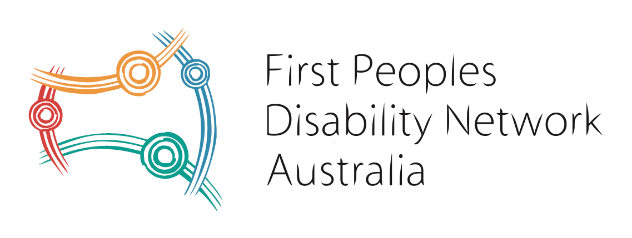 First Peoples
Disability Network
Australia